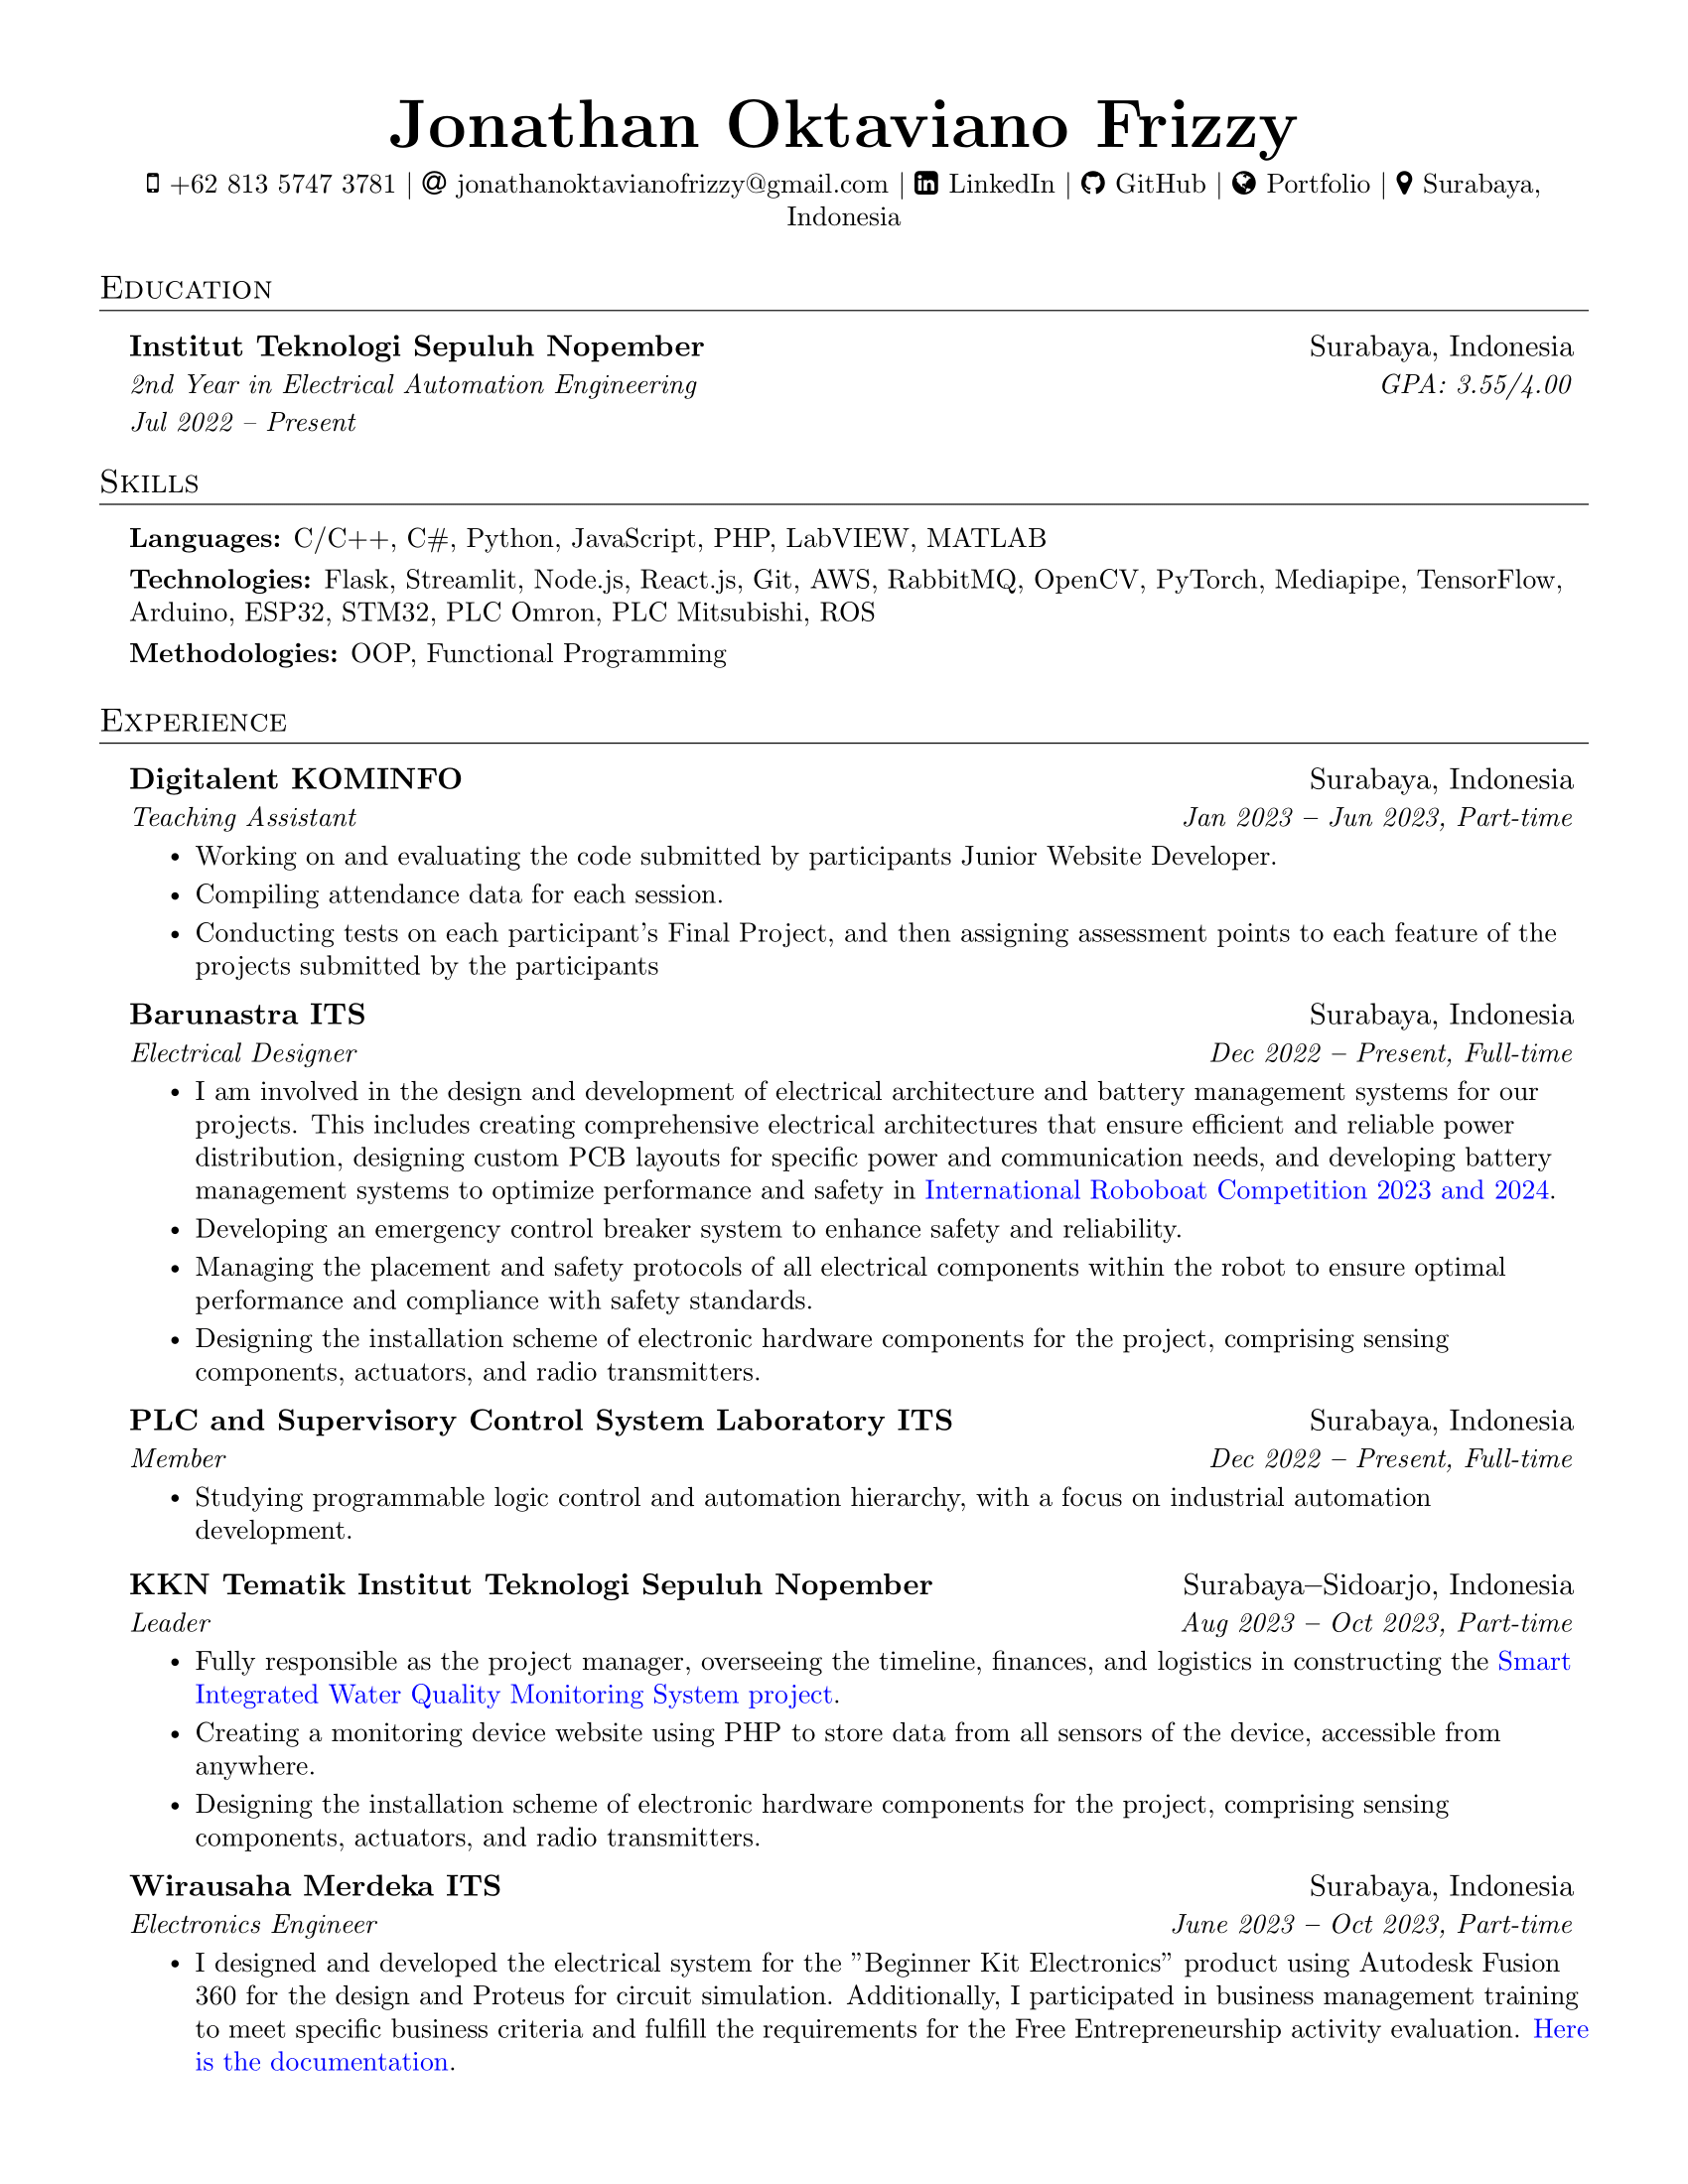 Jonathan Oktaviano Frizzy
+62 813 5747 3781 | jonathanoktavianofrizzy@gmail.com | LinkedIn | GitHub | Portfolio | Surabaya,
Indonesia
Education
Institut Teknologi Sepuluh Nopember Surabaya, Indonesia
2nd Year in Electrical Automation Engineering GPA: 3.55/4.00
Jul 2022 – Present
Skills
Languages: C/C++, C#, Python, JavaScript, PHP, LabVIEW, MATLAB
Technologies: Flask, Streamlit, Node.js, React.js, Git, AWS, RabbitMQ, OpenCV, PyTorch, Mediapipe, TensorFlow,
Arduino, ESP32, STM32, PLC Omron, PLC Mitsubishi, ROS
Methodologies: OOP, Functional Programming
Experience
Digitalent KOMINFO Surabaya, Indonesia
Teaching Assistant Jan 2023 – Jun 2023, Part-time
• Working on and evaluating the code submitted by participants Junior Website Developer.
• Compiling attendance data for each session.
• Conducting tests on each participant's Final Project, and then assigning assessment points to each feature of the
projects submitted by the participants
Barunastra ITS Surabaya, Indonesia
Electrical Designer Dec 2022 – Present, Full-time
• I am involved in the design and development of electrical architecture and battery management systems for our
projects. This includes creating comprehensive electrical architectures that ensure efficient and reliable power
distribution, designing custom PCB layouts for specific power and communication needs, and developing battery
management systems to optimize performance and safety in International Roboboat Competition 2023 and 2024.
• Developing an emergency control breaker system to enhance safety and reliability.
• Managing the placement and safety protocols of all electrical components within the robot to ensure optimal
performance and compliance with safety standards.
• Designing the installation scheme of electronic hardware components for the project, comprising sensing
components, actuators, and radio transmitters.
PLC and Supervisory Control System Laboratory ITS Surabaya, Indonesia
Member Dec 2022 – Present, Full-time
• Studying programmable logic control and automation hierarchy, with a focus on industrial automation
development.
KKN Tematik Institut Teknologi Sepuluh Nopember Surabaya–Sidoarjo, Indonesia
Leader Aug 2023 – Oct 2023, Part-time
• Fully responsible as the project manager, overseeing the timeline, finances, and logistics in constructing the Smart
Integrated Water Quality Monitoring System project.
• Creating a monitoring device website using PHP to store data from all sensors of the device, accessible from
anywhere.
• Designing the installation scheme of electronic hardware components for the project, comprising sensing
components, actuators, and radio transmitters.
Wirausaha Merdeka ITS Surabaya, Indonesia
Electronics Engineer June 2023 – Oct 2023, Part-time
• I designed and developed the electrical system for the ”Beginner Kit Electronics” product using Autodesk Fusion
360 for the design and Proteus for circuit simulation. Additionally, I participated in business management training
to meet specific business criteria and fulfill the requirements for the Free Entrepreneurship activity evaluation. Here
is the documentation.